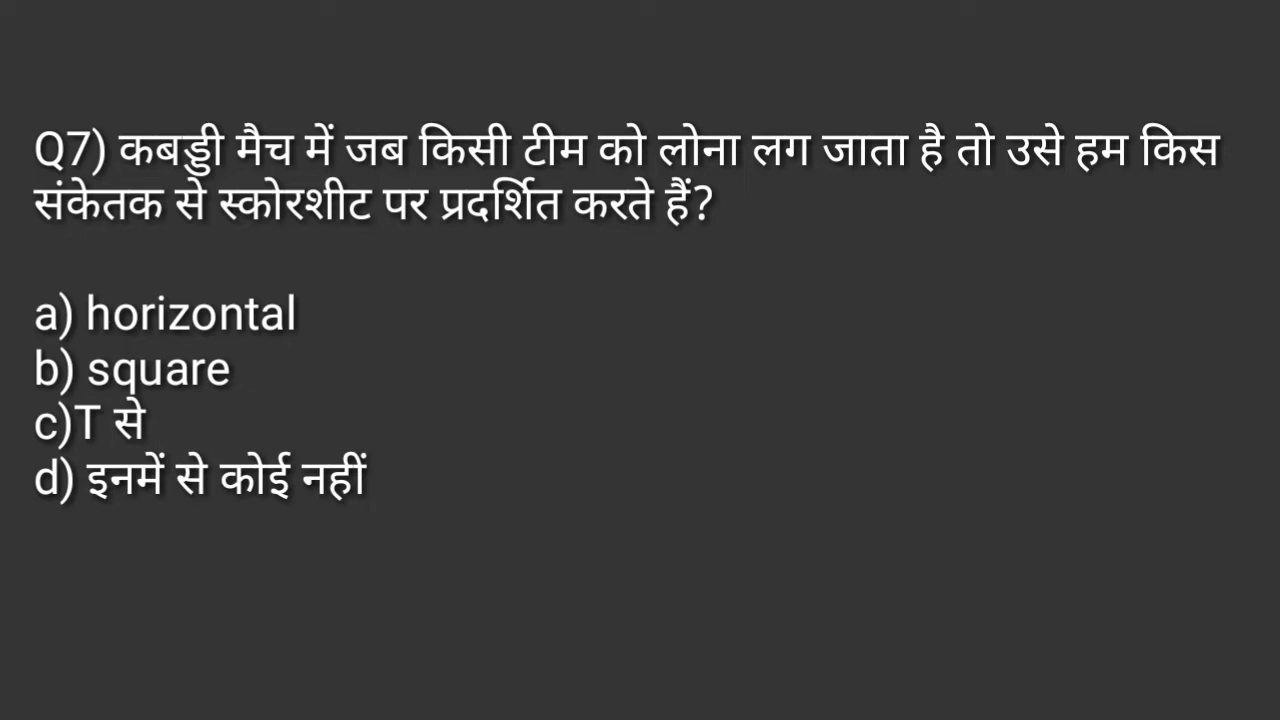 Q7) कबड्डी मैच में जब किसी टीम को लोना लग जाता है तो उसे हम किस
संकेतक से स्कोरशीट पर प्रदर्शित करते हैं?
a) horizontal
b) square
c)T से
d) इनमें से कोई नहीं